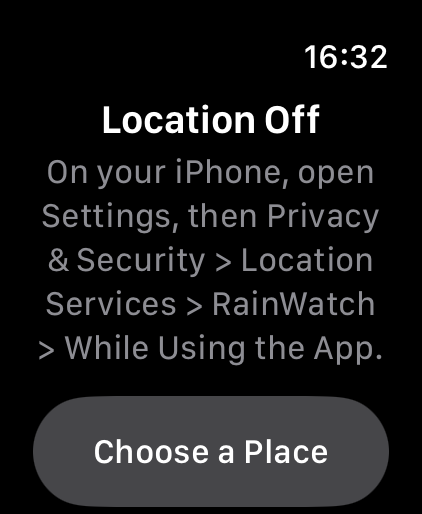 16:32
Location Off
On your iPhone, open
Settings, then Privacy
& Security > Location
Services > RainWatch
> While Using the App.
Choose a Place